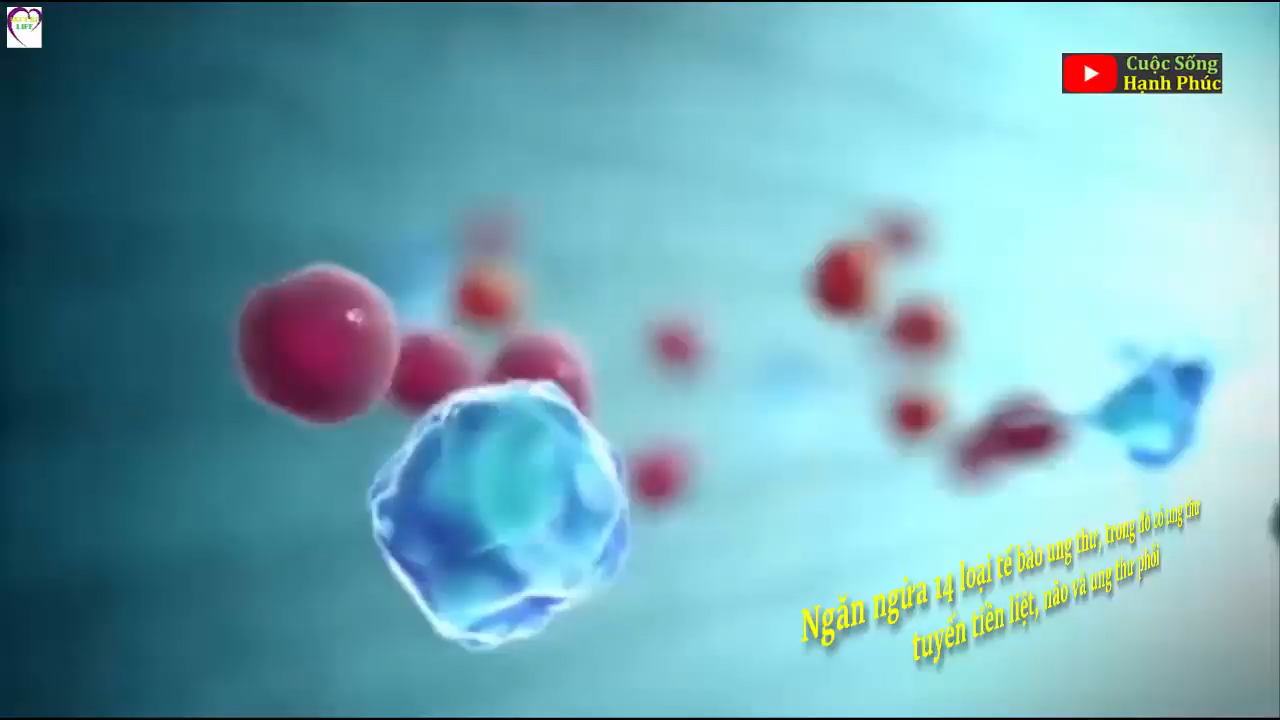 LIFE
Cuộc Sống
Hạnh Phúc
Ngăn ngừa 14 loại tế bào ung thư, trong đó có ung thư
tuyến tiền liệt, não và ung thư phổi